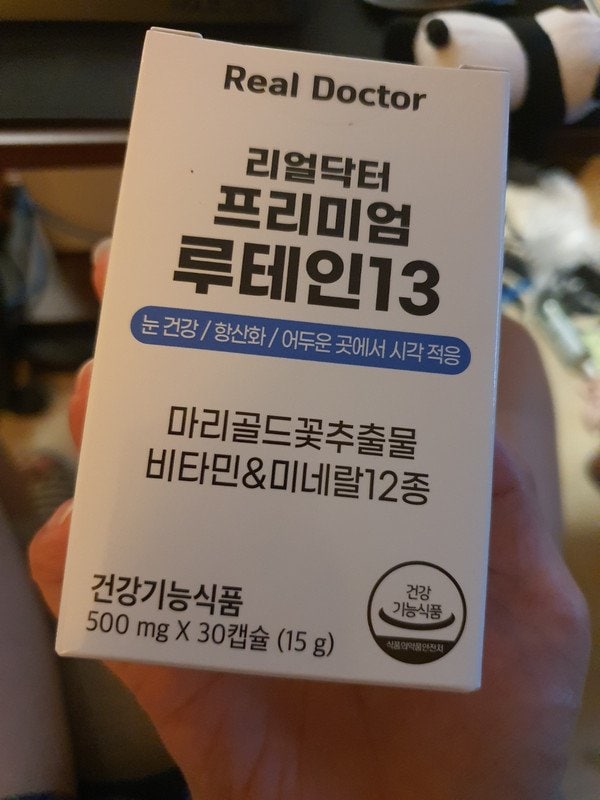 Real Doctor
리얼닥터
프리미엄
루테인13
눈 건강 / 항산화 / 어두운 곳에서 시각 적응
마리골드꽃추출물
비타민&미네랄12종
건강기능식품
500 mg X 30캡슐 (15 g)
건강
기능식품
식품의약품안전처